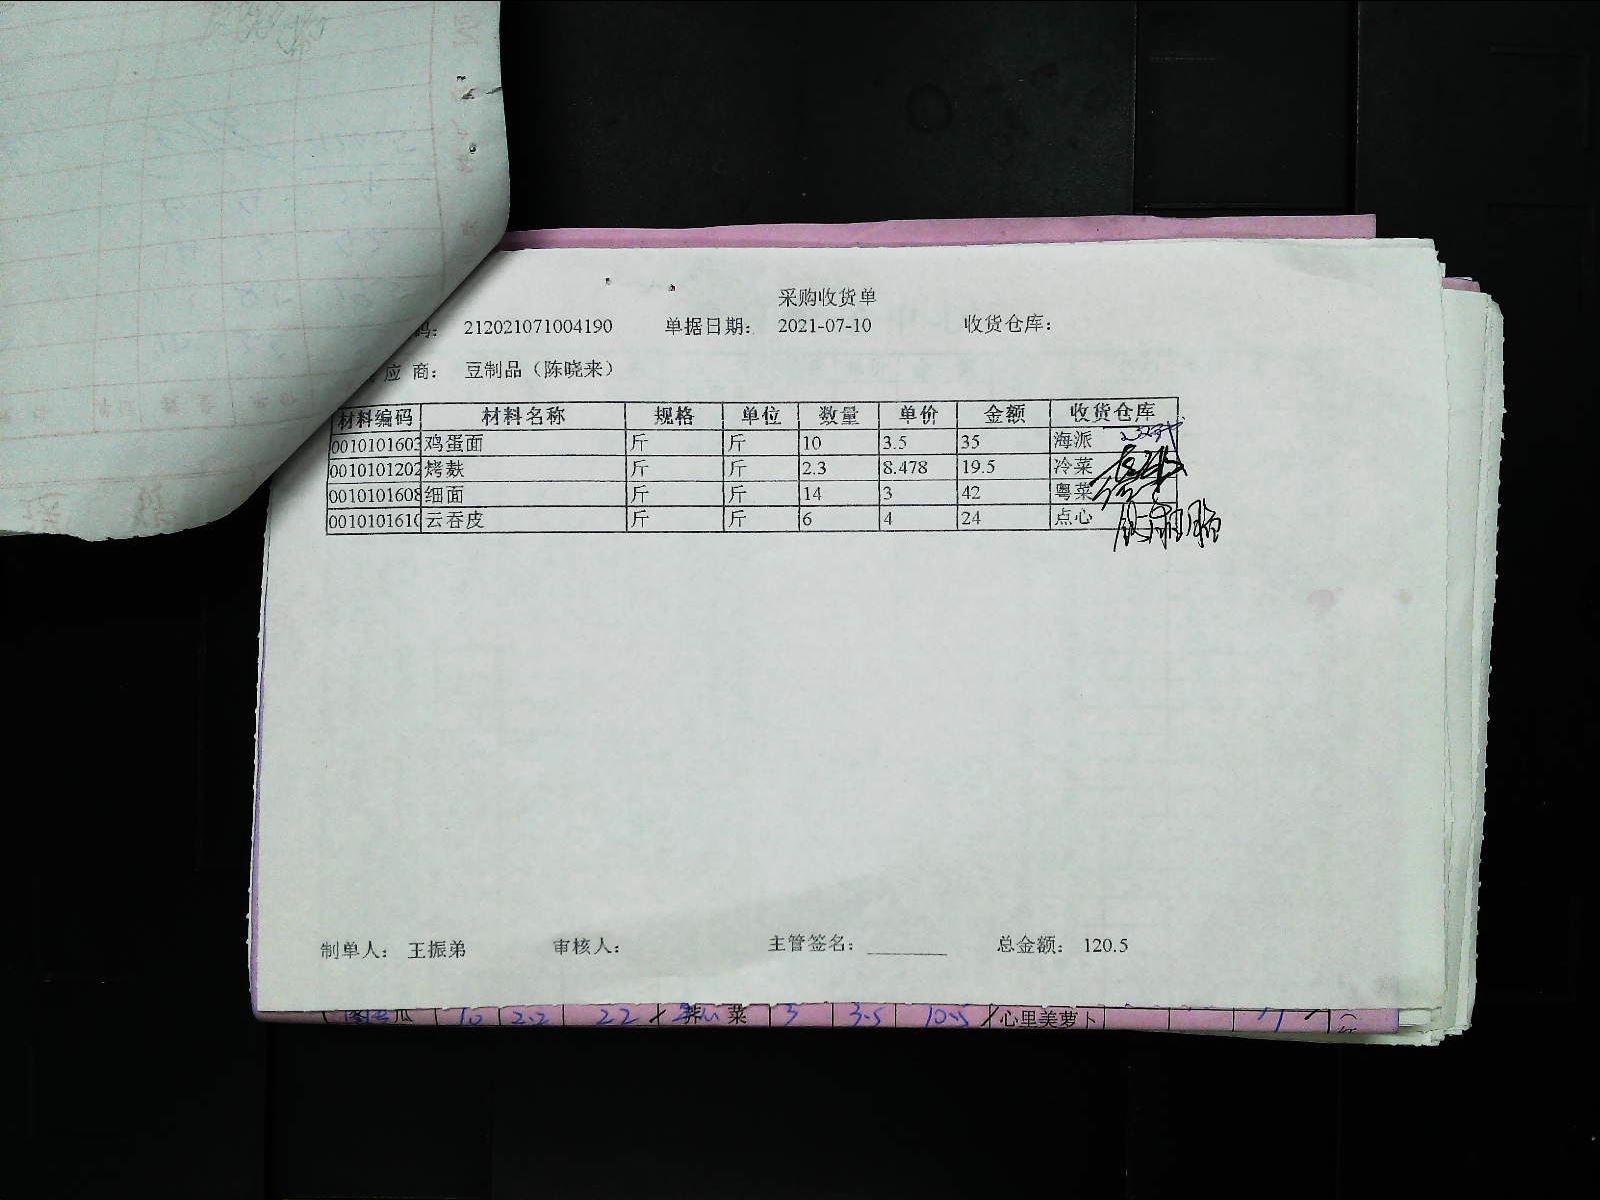 采购收货单
码： 212021071004190 单据日期： 2021-07-10 收货仓库：
应 商： 豆制品（陈晓来）
材料编码 材料名称 规格 单位 数量 单价 金额 收货仓库
0010101603 鸡蛋面 斤 斤 10 3.5 35 海派
0010101202 烤麸 斤 斤 2.3 8.478 19.5 冷菜
0010101608 细面 斤 斤 14 3 42 粤菜
001010161 云吞皮 斤 斤 6 4 24 点心
制单人： 王振弟 审核人： 主管签名： 总金额： 120.5
瓜 10 2.2 22 菜 3 3.5 10.5 心里美萝卜